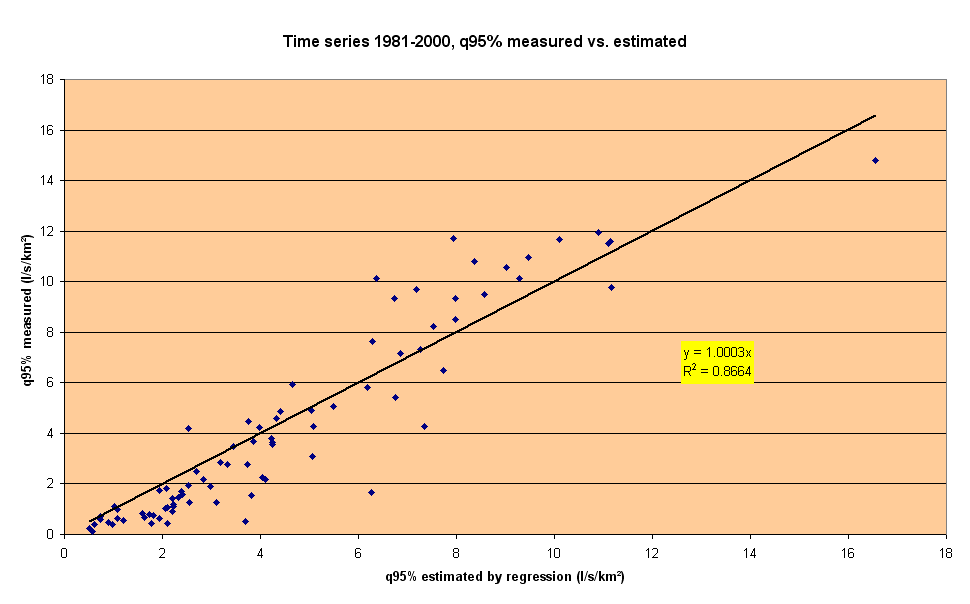 Time series 1981-2000, q95% measured vs. estimated
18
16
14
12
10
8
6
4
2
0
q95% measured (l/s/km²)
y = 1.0003x
R² = 0.8664
0 2 4 6 8 10 12 14 16 18
q95% estimated by regression (l/s/km²)